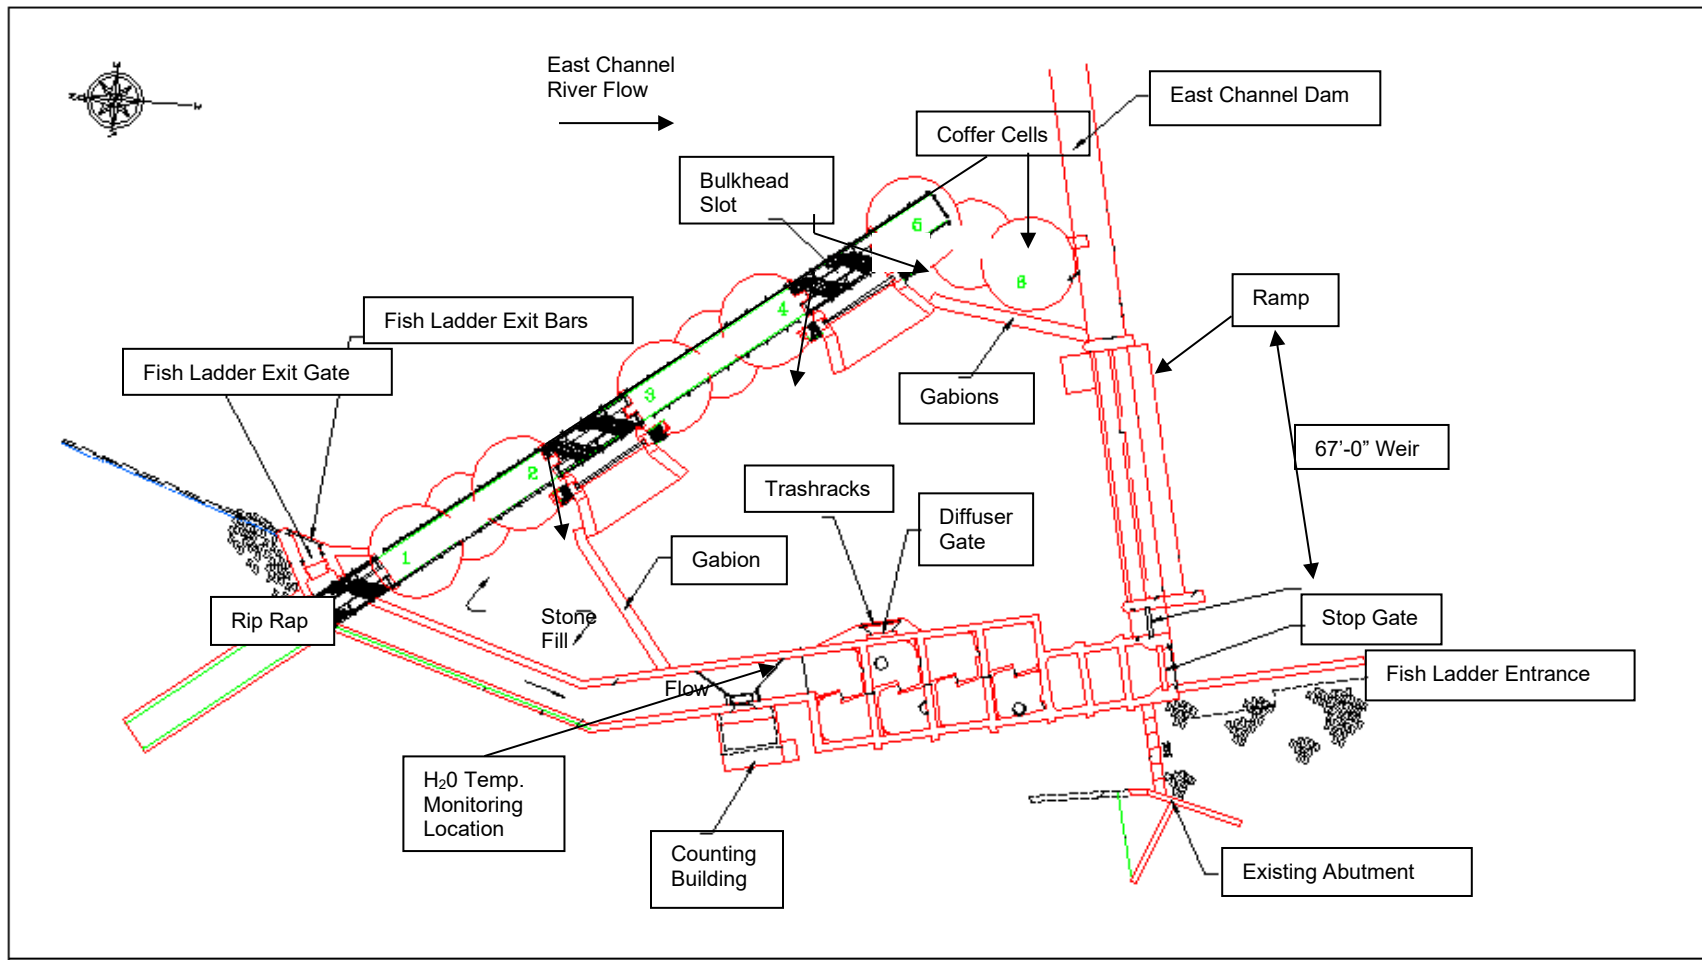 East Channel
River Flow
East Channel Dam
Coffer Cells
Bulkhead
Slot
5
6
Ramp
4
Fish Ladder Exit Bars
Fish Ladder Exit Gate
3
Gabions
67'-0" Weir
2
Trashracks
Diffuser
Gate
1
Gabion
Rip Rap
Stone
Fill
Stop Gate
Fish Ladder Entrance
Flow
H₂0 Temp.
Monitoring
Location
Counting
Building
Existing Abutment